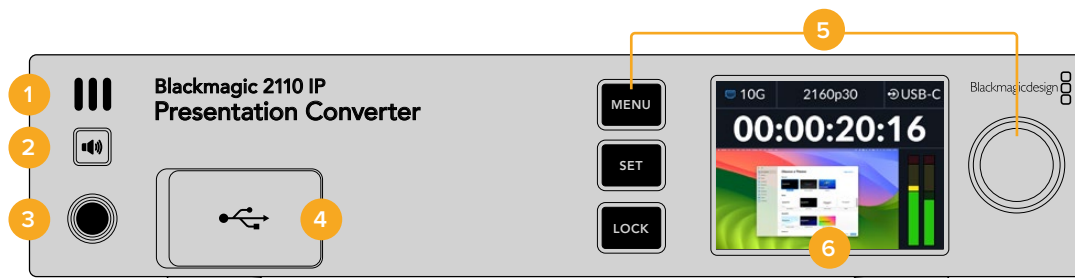 5
1
2
3
Blackmagic 2110 IP
Presentation Converter
4
MENU
SET
LOCK
10G 2160p30 USB-C
00:00:20:16
6
Blackmagicdesign